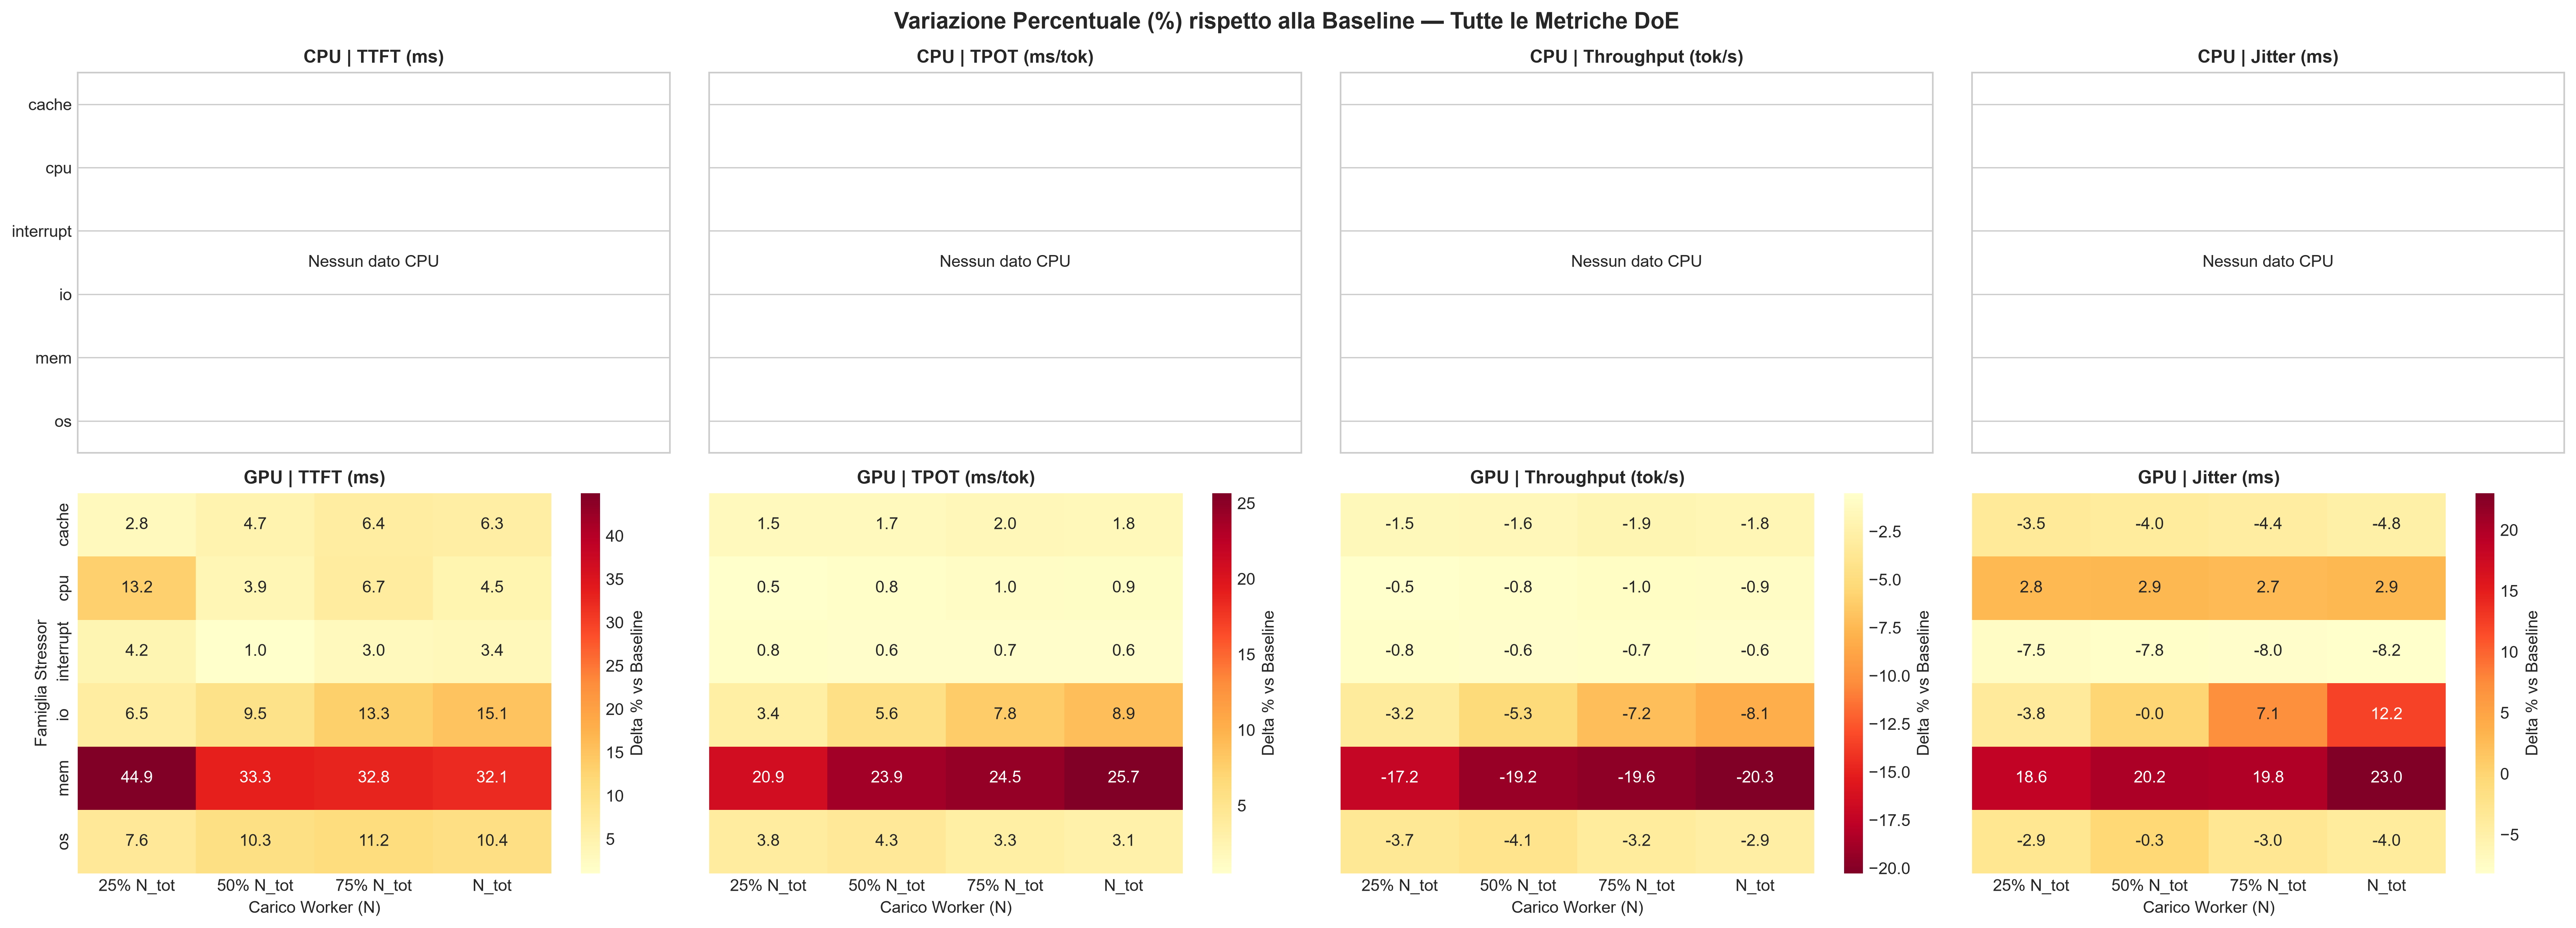 Variazione Percentuale (%) rispetto alla Baseline — Tutte le Metriche DoE
CPU | TTFT (ms)
cache
cpu
interrupt
io
mem
os
Nessun dato CPU
CPU | TPOT (ms/tok)
Nessun dato CPU
CPU | Throughput (tok/s)
Nessun dato CPU
CPU | Jitter (ms)
Nessun dato CPU
GPU | TTFT (ms)
Famiglia Stressor
cache 2.8 4.7 6.4 6.3
cpu 13.2 3.9 6.7 4.5
interrupt 4.2 1.0 3.0 3.4
io 6.5 9.5 13.3 15.1
mem 44.9 33.3 32.8 32.1
os 7.6 10.3 11.2 10.4
25% N_tot 50% N_tot 75% N_tot N_tot
Carico Worker (N)
40
35
30
25
20
15
10
5
Delta % vs Baseline
GPU | TPOT (ms/tok)
1.5 1.7 2.0 1.8
0.5 0.8 1.0 0.9
0.8 0.6 0.7 0.6
3.4 5.6 7.8 8.9
20.9 23.9 24.5 25.7
3.8 4.3 3.3 3.1
25% N_tot 50% N_tot 75% N_tot N_tot
Carico Worker (N)
25
20
15
10
5
Delta % vs Baseline
GPU | Throughput (tok/s)
-1.5 -1.6 -1.9 -1.8
-0.5 -0.8 -1.0 -0.9
-0.8 -0.6 -0.7 -0.6
-3.2 -5.3 -7.2 -8.1
-17.2 -19.2 -19.6 -20.3
-3.7 -4.1 -3.2 -2.9
25% N_tot 50% N_tot 75% N_tot N_tot
Carico Worker (N)
−2.5
−5.0
−7.5
−10.0
−12.5
−15.0
−17.5
−20.0
Delta % vs Baseline
GPU | Jitter (ms)
-3.5 -4.0 -4.4 -4.8
2.8 2.9 2.7 2.9
-7.5 -7.8 -8.0 -8.2
-3.8 -0.0 7.1 12.2
18.6 20.2 19.8 23.0
-2.9 -0.3 -3.0 -4.0
25% N_tot 50% N_tot 75% N_tot N_tot
Carico Worker (N)
20
15
10
5
0
−5
Delta % vs Baseline